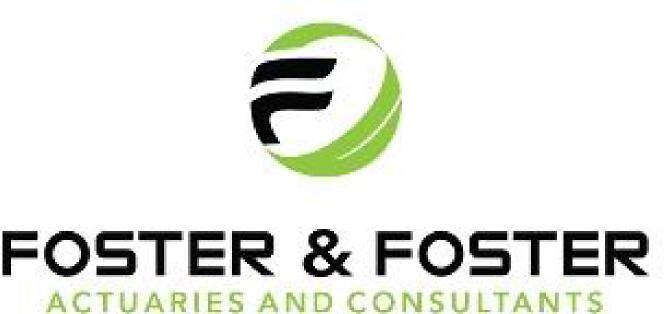 F
FOSTER & FOSTER
ACTUARIES AND CONSULTANTS